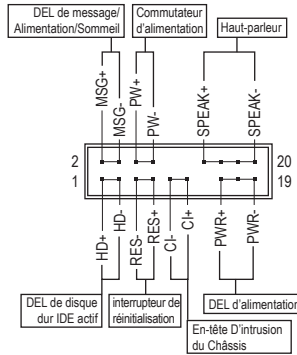 DEL de message/
Alimentation/Sommeil
Commutateur
d'alimentation
Haut-parleur
MSG+
MSG-
PW+
PW-
SPEAK+
SPEAK-
2
20
1
19
HD+
HD-
RES-
RES+
CI-
CI+
PWR+
PWR-
DEL de disque
dur IDE actif
interrupteur de
réinitialisation
DEL d'alimentation
En-tête D'intrusion
du Châssis